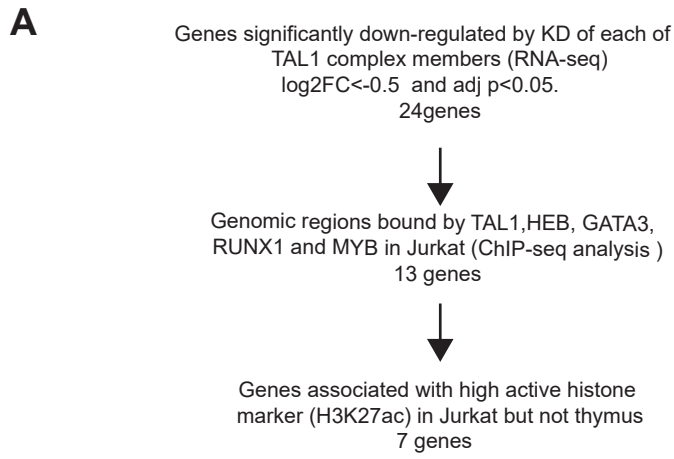 A
Genes significantly down-regulated by KD of each of
TAL1 complex members (RNA-seq)
log2FC<-0.5 and adj p<0.05.
24genes
Genomic regions bound by TAL1,HEB, GATA3,
RUNX1 and MYB in Jurkat (ChIP-seq analysis )
13 genes
Genes associated with high active histone
marker (H3K27ac) in Jurkat but not thymus
7 genes